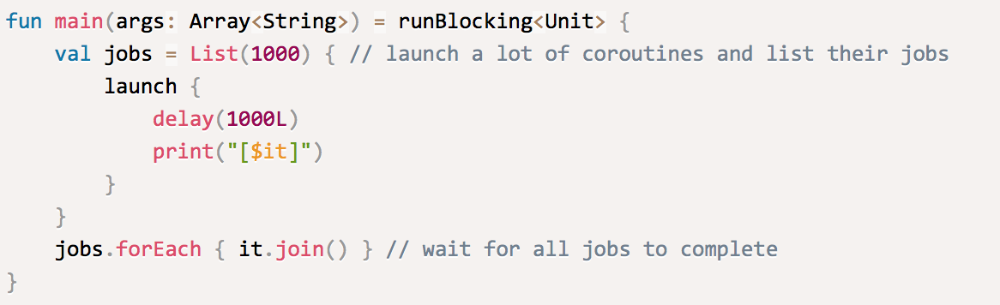 fun main(args: Array<String>) = runBlocking<Unit> {
    val jobs = List(1000) { // launch a lot of coroutines and list their jobs
        launch {
            delay(1000L)
            print("[$it]")
        }
    }
    jobs.forEach { it.join() } // wait for all jobs to complete
}